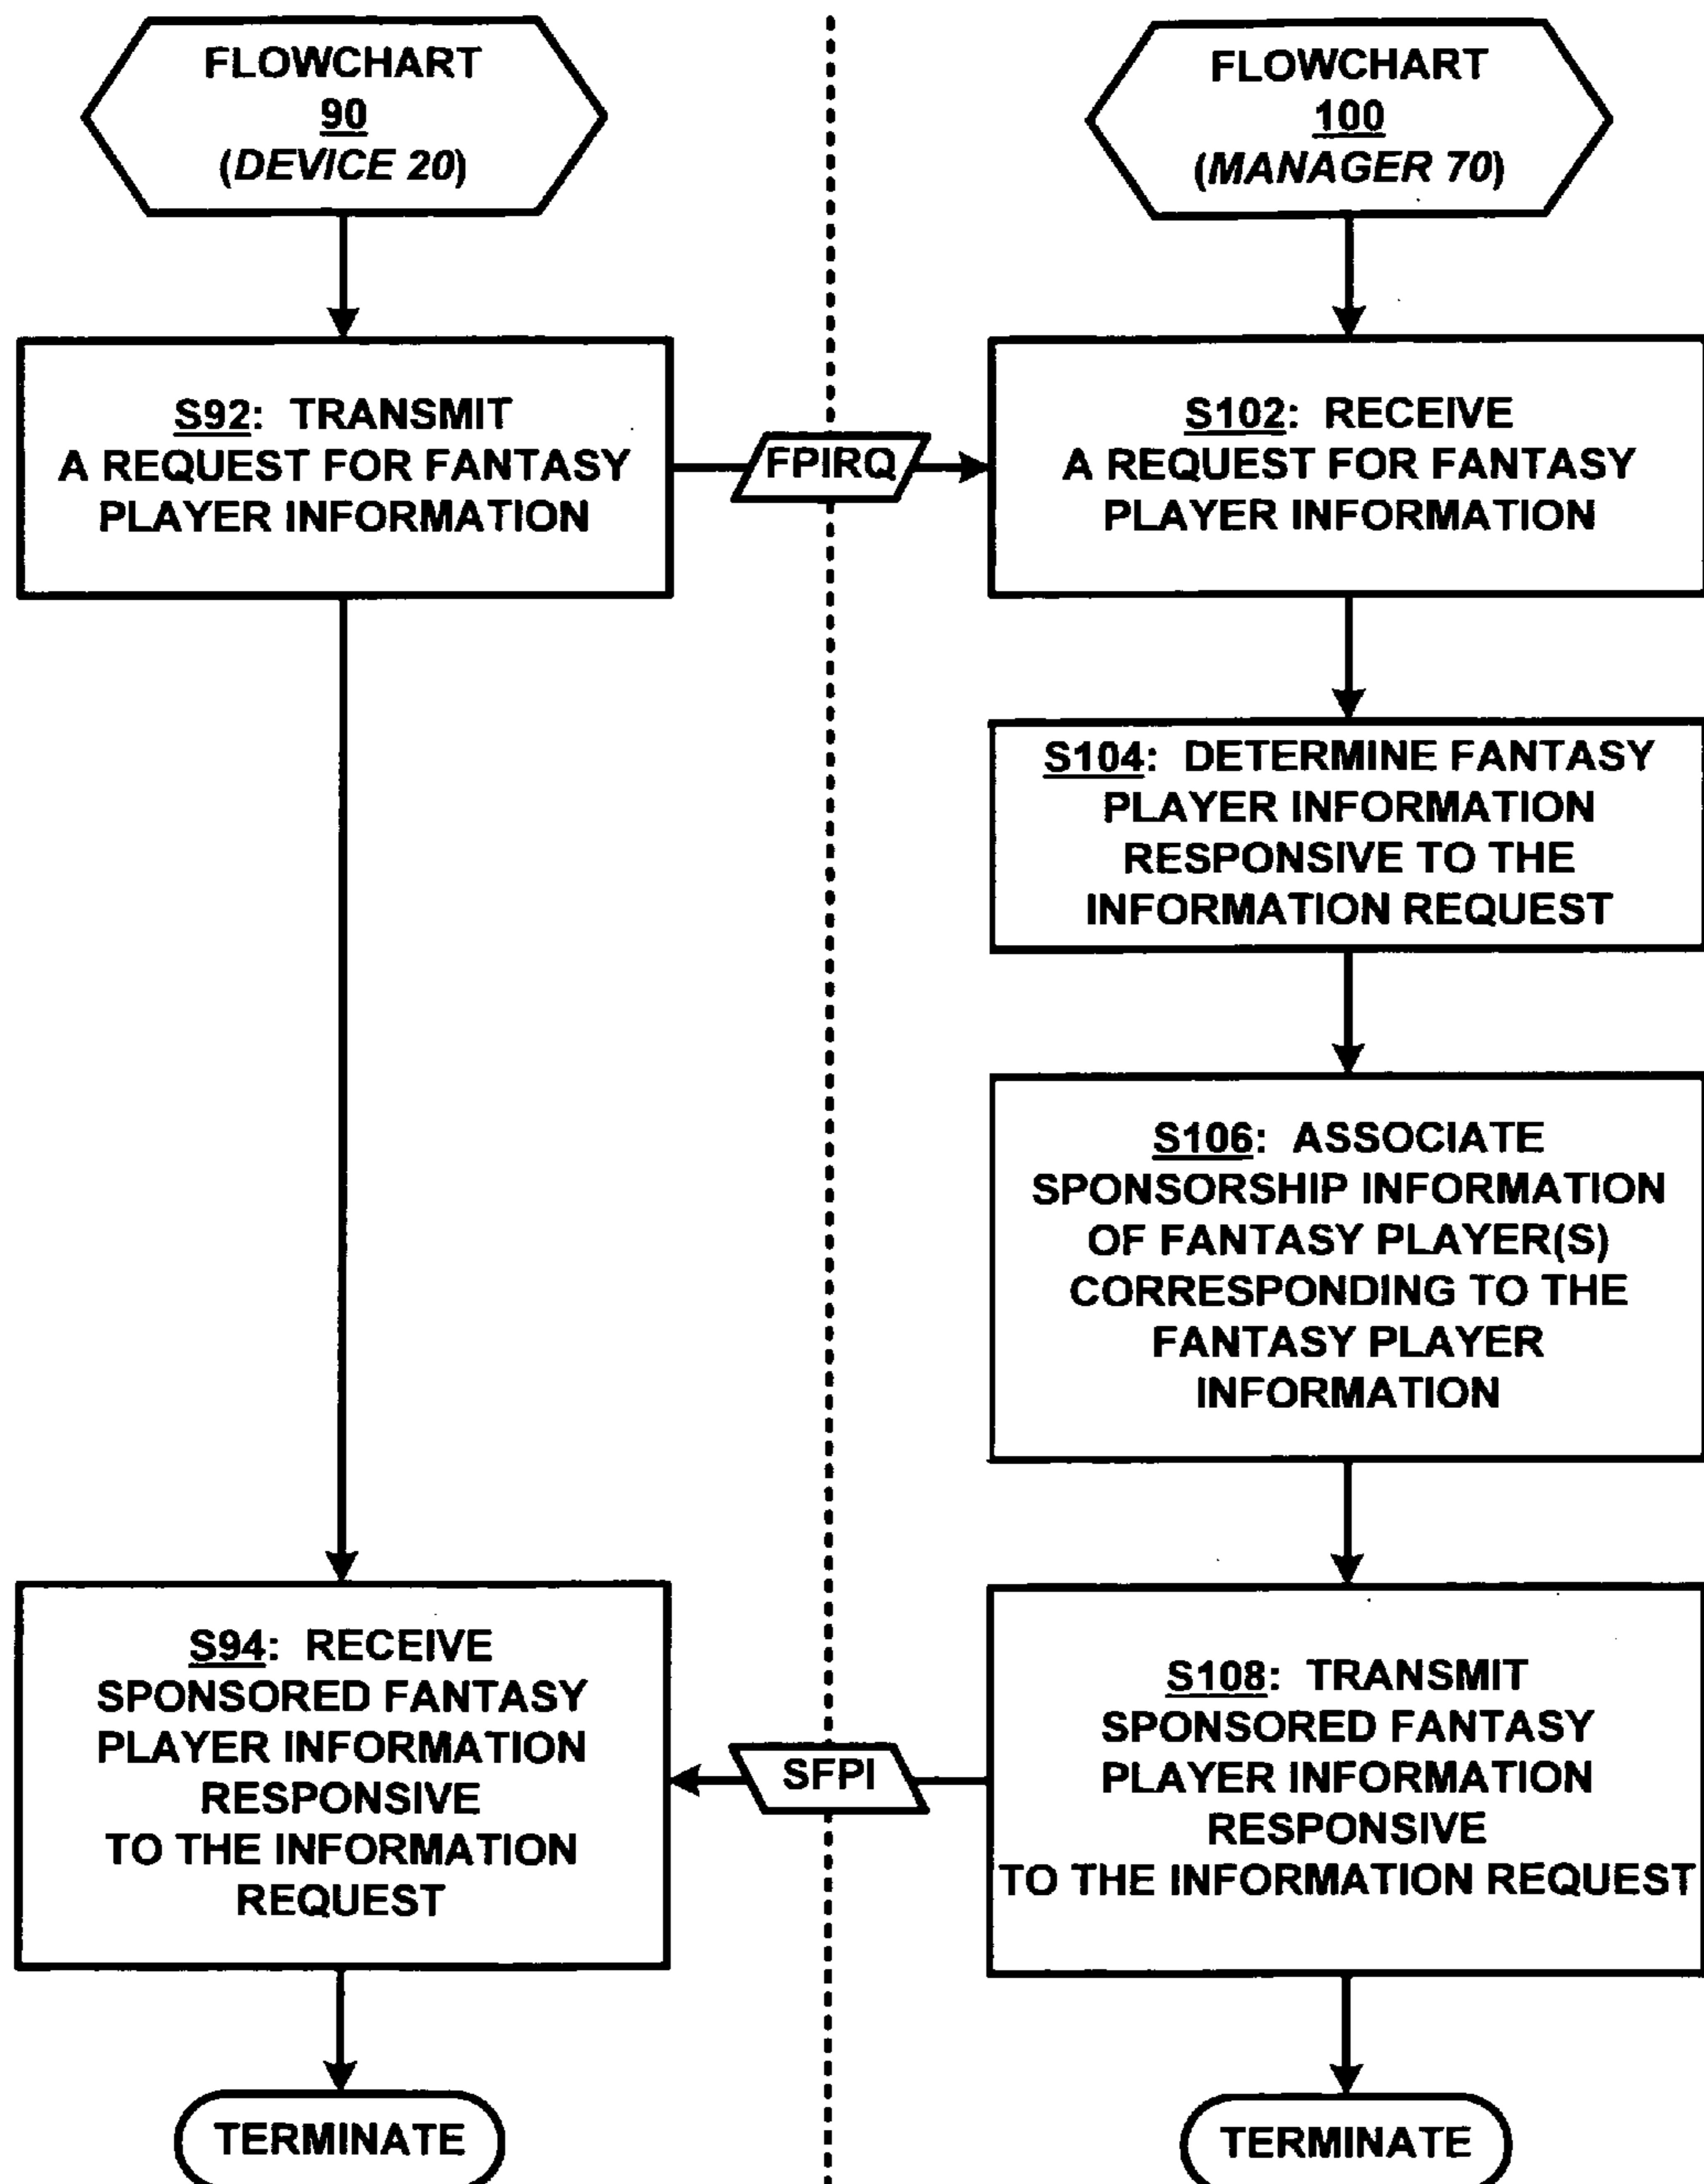 FLOWCHART
90
(DEVICE 20)
S92: TRANSMIT
A REQUEST FOR FANTASY
PLAYER INFORMATION
FPIRQ
S94: RECEIVE
SPONSORED FANTASY
PLAYER INFORMATION
RESPONSIVE
TO THE INFORMATION
REQUEST
SFPI
TERMINATE
FLOWCHART
100
(MANAGER 70)
S102: RECEIVE
A REQUEST FOR FANTASY
PLAYER INFORMATION
S104: DETERMINE FANTASY
PLAYER INFORMATION
RESPONSIVE TO THE
INFORMATION REQUEST
S106: ASSOCIATE
SPONSORSHIP INFORMATION
OF FANTASY PLAYER(S)
CORRESPONDING TO THE
FANTASY PLAYER
INFORMATION
S108: TRANSMIT
SPONSORED FANTASY
PLAYER INFORMATION
RESPONSIVE
TO THE INFORMATION REQUEST
TERMINATE